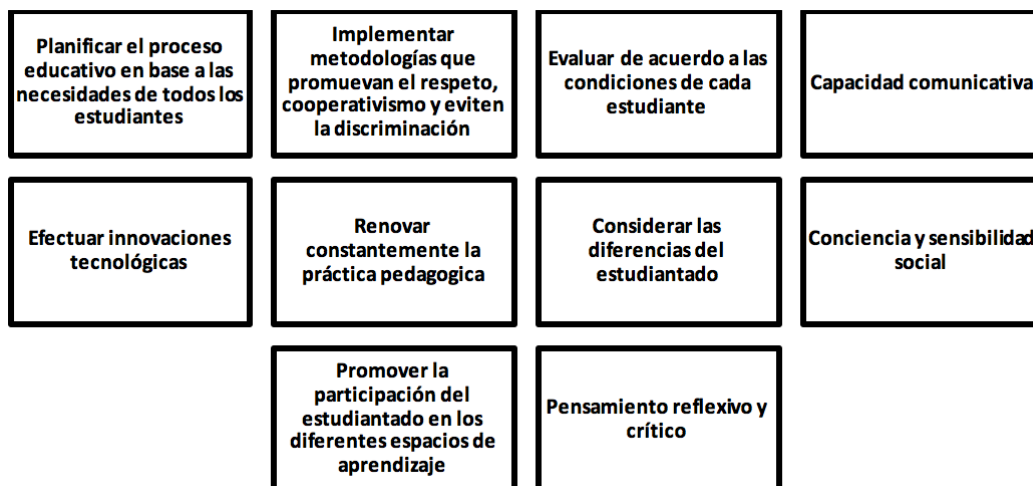 Planificar el proceso
educativo en base a las
necesidades de todos los
estudiantes
Implementar
metodologías que
promuevan el respeto,
cooperativismo y eviten
la discriminación
Evaluar de acuerdo a las
condiciones de cada
estudiante
Capacidad comunicativa
Efectuar innovaciones
tecnológicas
Renovar
constantemente la
práctica pedagogica
Considerar las
diferencias del
estudiantado
Conciencia y sensibilidad
social
Promover la
participación del
estudiantado en los
diferentes espacios de
aprendizaje
Pensamiento reflexivo y
crítico